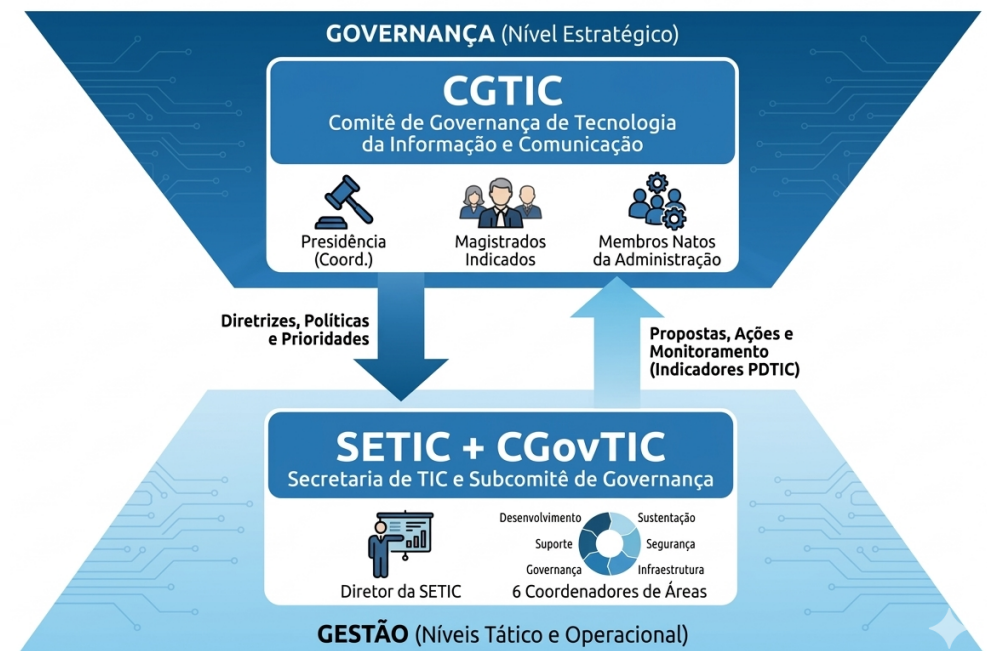 GOVERNANÇA (Nível Estratégico)
CGTIC
Comitê de Governança de Tecnologia
da Informação e Comunicação
Presidência
(Coord.)
Magistrados
Indicados
Membros Natos
da Administração
Diretrizes, Políticas
e Prioridades
Propostas, Ações e
Monitoramento
(Indicadores PDTIC)
SETIC + CGovTIC
Secretaria de TIC e Subcomitê de Governança
Diretor da SETIC
Desenvolvimento
Sustentação
Suporte
Segurança
Governança
Infraestrutura
6 Coordenadores de Áreas
GESTÃO (Níveis Tático e Operacional)